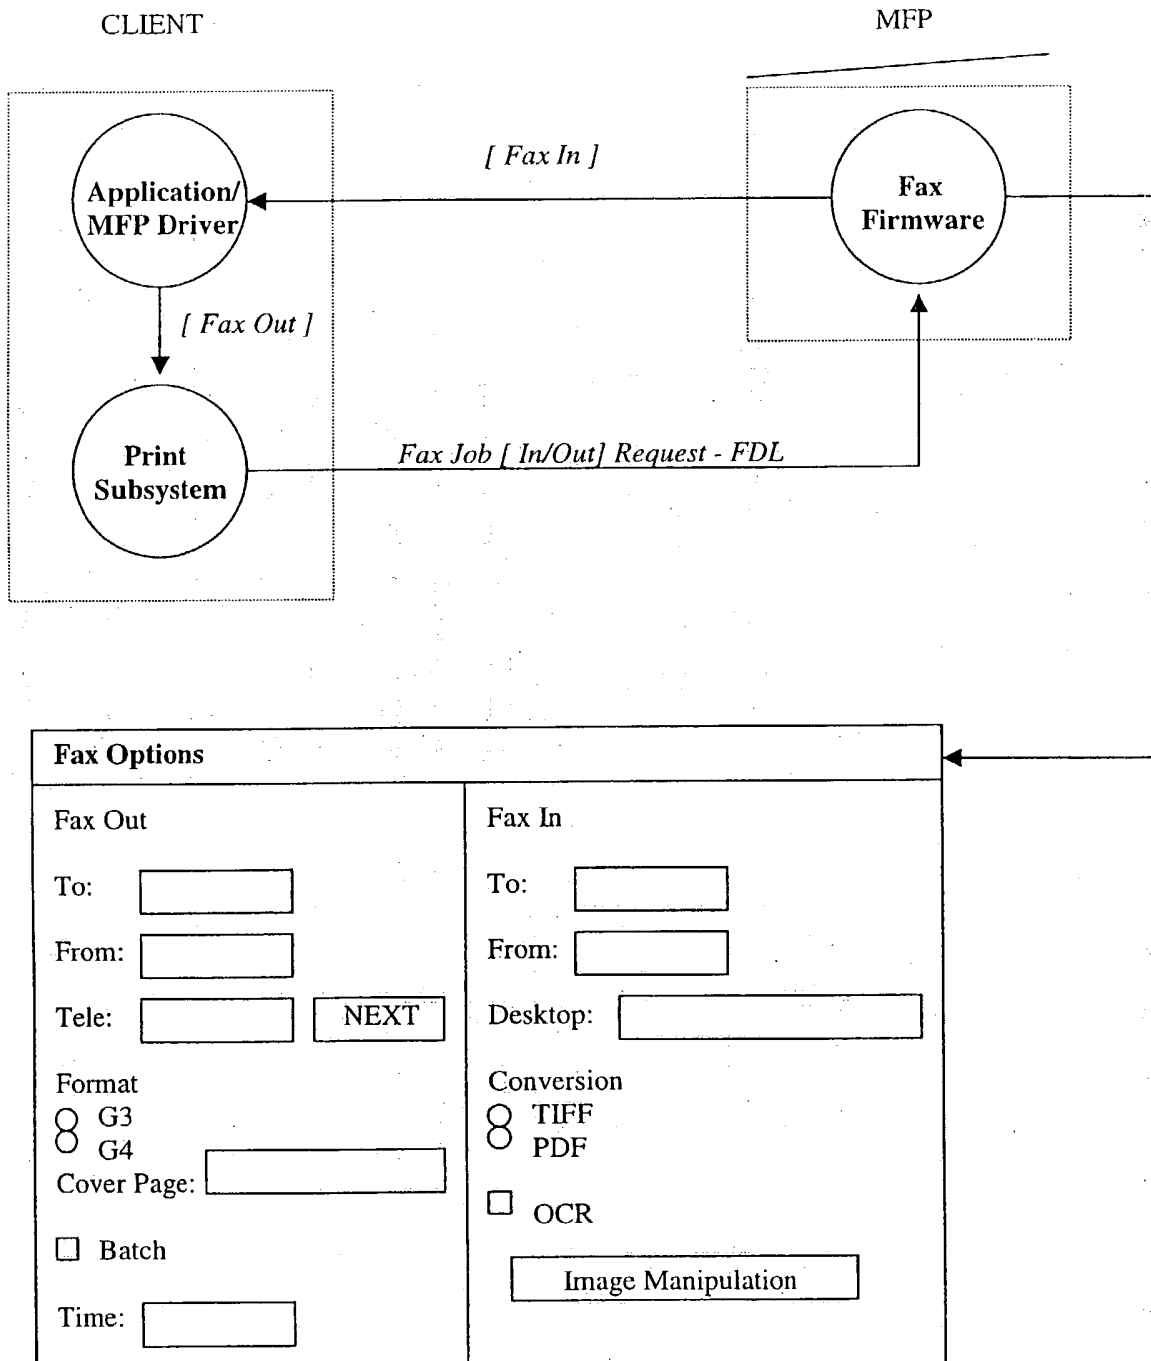 CLIENT
MFP
[ Fax In ]
Application/
MFP Driver
Fax
Firmware
[ Fax Out ]
Print
Subsystem
Fax Job [ In/Out] Request - FDL
Fax Options
Fax Out
To:
From:
Tele:
NEXT
Format
G3
G4
Cover Page:
Batch
Time:
Fax In
To:
From:
Desktop:
Conversion
TIFF
PDF
OCR
Image Manipulation